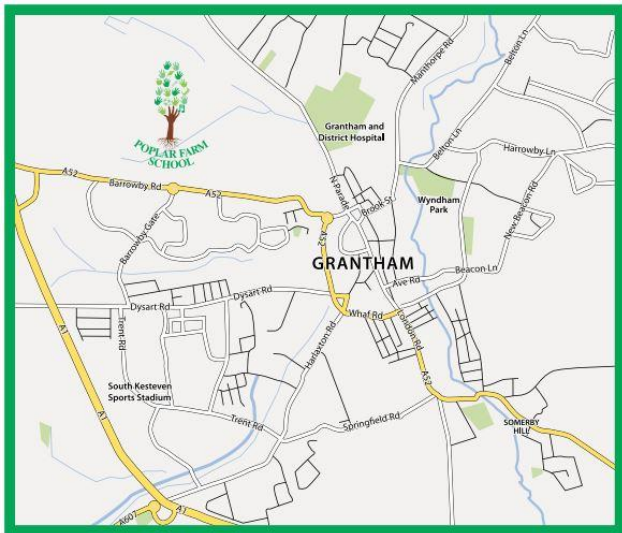 Manthorpe Rd
Belton Ln
POPLAR FARM
SCHOOL
Grantham and
District Hospital
Belton Ln
Harrowby Ln
A52
Barrowby Rd
A52
N Parade
Brook St
Wyndham
Park
New Beacon Rd
Barrowby Gate
A52
GRANTHAM
Beacon Ln
Ave Rd
Dysart Rd
Dysart Rd
Whaf Rd
London Rd
Trent Rd
Harlaxton Rd
A1
A52
South Kesteven
Sports Stadium
A1
Trent Rd
Springfield Rd
SOMERBY
HILL
A607
A1